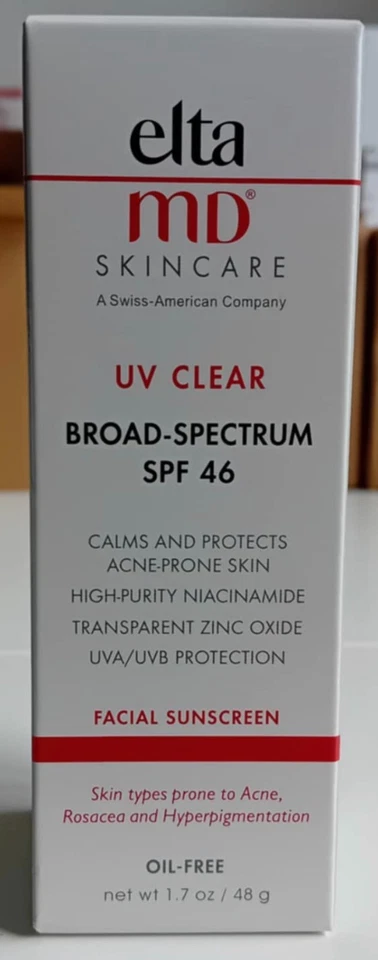 elta
MD®
SKINCARE
A Swiss-American Company
UV CLEAR
BROAD-SPECTRUM
SPF 46
CALMS AND PROTECTS
ACNE-PRONE SKIN
HIGH-PURITY NIACINAMIDE
TRANSPARENT ZINC OXIDE
UVA/UVB PROTECTION
FACIAL SUNSCREEN
Skin types prone to Acne,
Rosacea and Hyperpigmentation
OIL-FREE
net wt 1.7 oz / 48 g